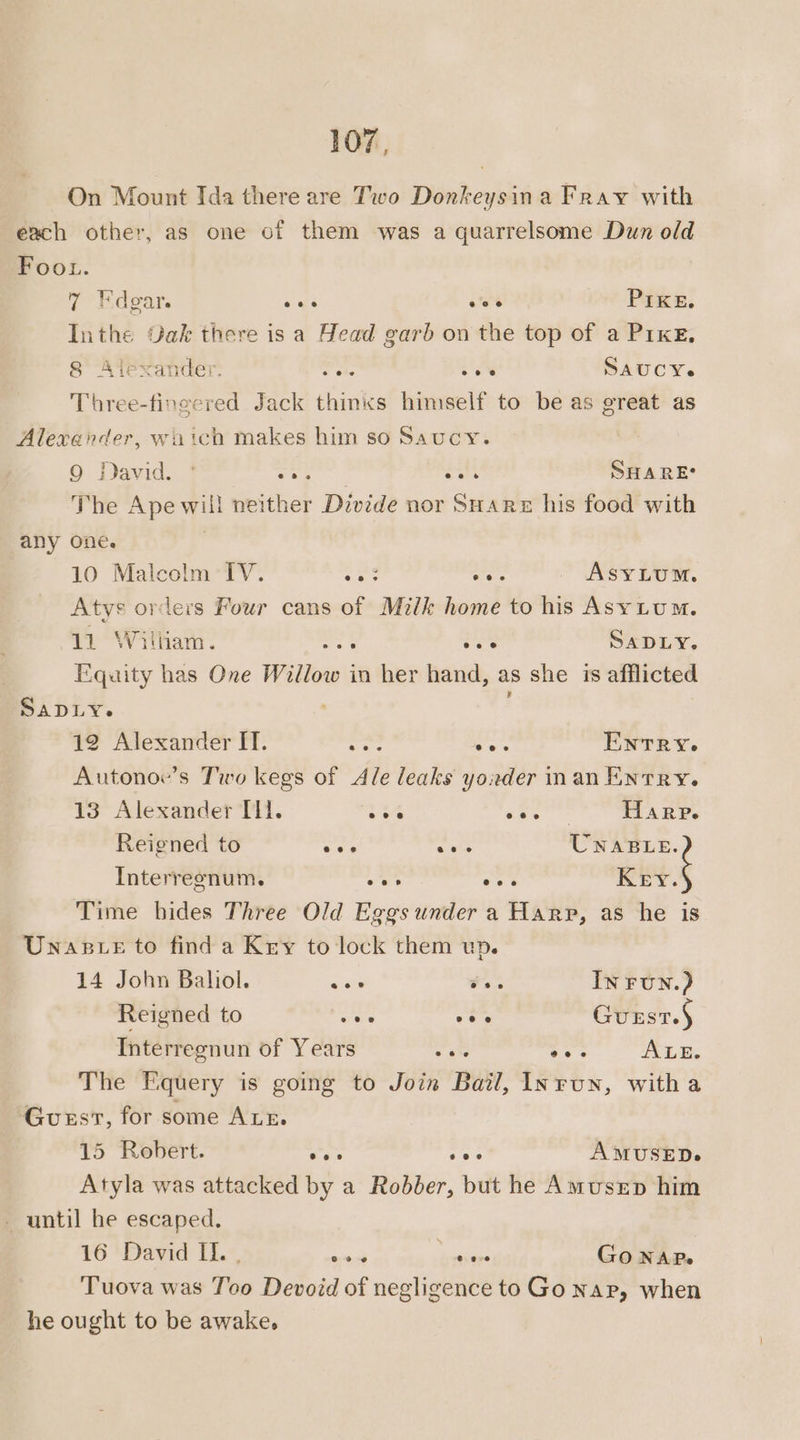 107,
On Mount Ida there are Two Donkeys in a Fray with
each other, as one of them was a quarrelsome Dun old
Fool.
7 Edgar. ... ... Pike.
In the Oak there is a Head garb on the top of a Pike.
8 Alexander. ... ... Saucy.
Three-fingered Jack thinks himself to be as great as
Alexander, which makes him so Saucy.
9 David. ... ... Share.
The Ape will neither Divide nor Share his food with
any one.
10 Malcolm IV. ... ... Asylum.
Atys orders Four cans of Milk home to his Asylum.
11 William. ... ... Sadly.
Equity has One Willow in her hand, as she is afflicted
Sadly.
12 Alexander II. ... ... Entry.
Autonoe's Two kegs of Ale leaks yonder in an Entry.
13 Alexander III. ... ... Harp.
Reigned to ... ... Unable.}
Interregnum. ... ... Key.}
Time hides Three Old Eggs under a Harp, as he is
Unable to find a Key to lock them up.
14 John Baliol. ... ... In fun.}
Reigned to ... ... Guest.}
Interregnun of Years ... ... Ale.
The Equery is going to Join Bail, In fun, with a
Guest, for some Ale.
15 Robert. ... ... Amused.
Atyla was attacked by a Robber, but he Amused him
until he escaped.
16 David II. ... ... Go nap.
Tuova was Too Devoid of negligence to Go nap, when
he ought to be awake.